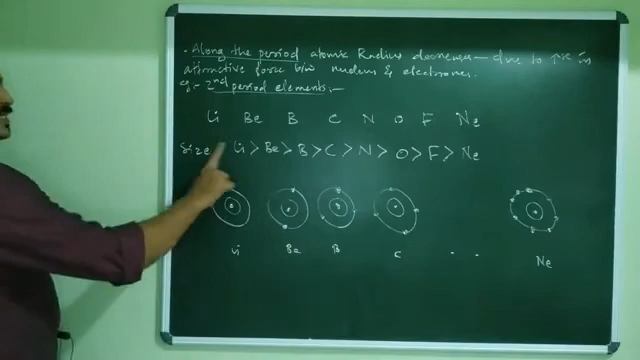 . Along the period atomic Radius decreases — due to ↑se in
attractive force b/w nucleus & electrones.
eg:- 2nd period elements:-
Li Be B C N O F Ne
Size Li > Be > B > C > N > O > F > Ne
Li Be B C . . Ne